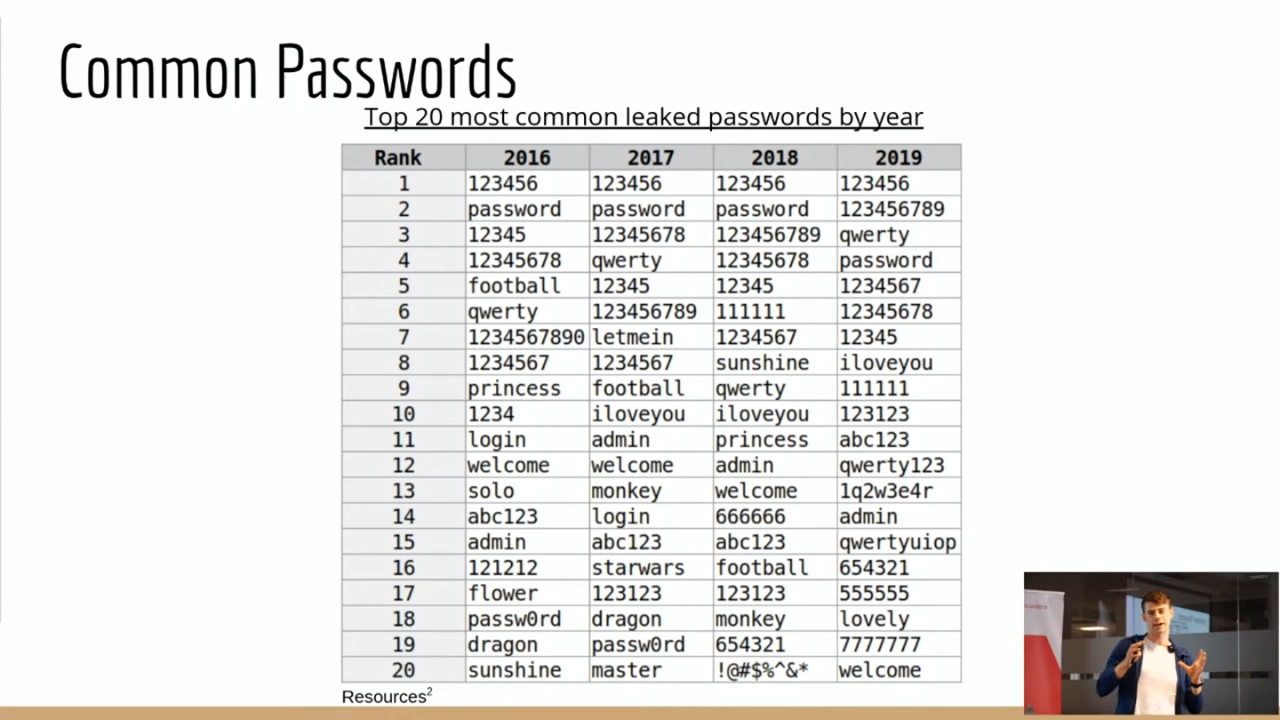 Common Passwords
Top 20 most common leaked passwords by year
Rank 2016 2017 2018 2019
1 123456 123456 123456 123456
2 password password password 123456789
3 12345 12345678 123456789 qwerty
4 12345678 qwerty 12345678 password
5 football 12345 12345 1234567
6 qwerty 123456789 111111 12345678
7 1234567890 letmein 1234567 12345
8 1234567 1234567 sunshine iloveyou
9 princess football qwerty 111111
10 1234 iloveyou iloveyou 123123
11 login admin princess abc123
12 welcome welcome admin qwerty123
13 solo monkey welcome 1q2w3e4r
14 abc123 login 666666 admin
15 admin abc123 abc123 qwertyuiop
16 121212 starwars football 654321
17 flower 123123 123123 555555
18 passw0rd dragon monkey lovely
19 dragon passw0rd 654321 7777777
20 sunshine master !@#$%^&* welcome
Resources2